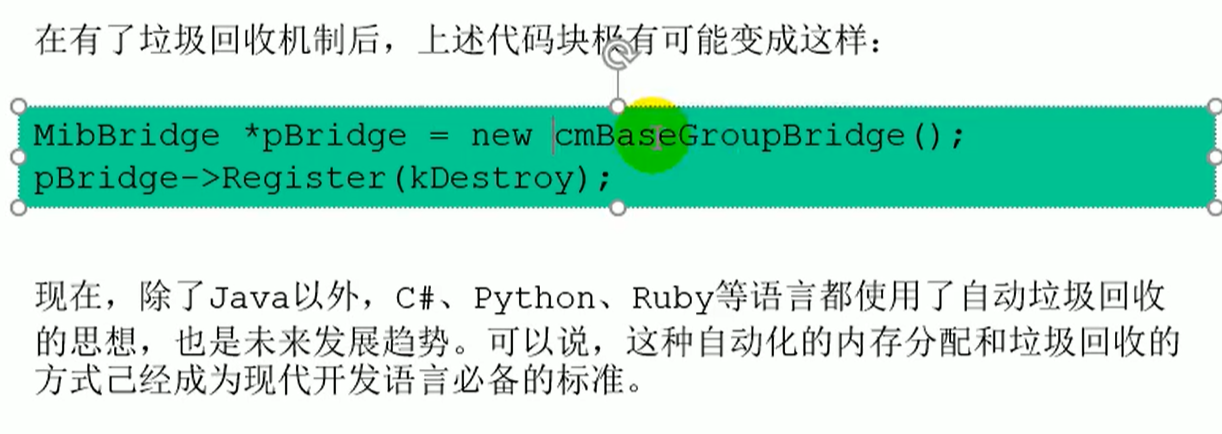 在有了垃圾回收机制后，上述代码块极有可能变成这样：
MibBridge *pBridge = new cmBaseGroupBridge();
pBridge->Register(kDestroy);
现在，除了Java以外，C#、Python、Ruby等语言都使用了自动垃圾回收
的思想，也是未来发展趋势。可以说，这种自动化的内存分配和垃圾回收的
方式己经成为现代开发语言必备的标准。